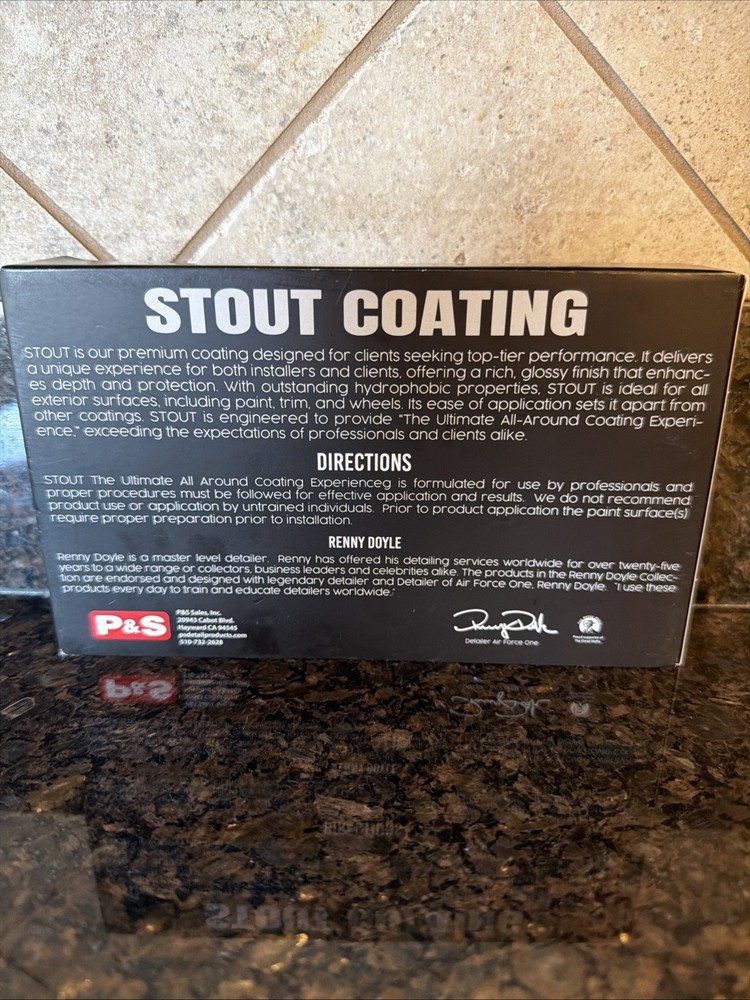 STOUT COATING
STOUT is our premium coating designed for clients seeking top-tier performance. It delivers
a unique experience for both installers and clients, offering a rich, glossy finish that enhanc-
es depth and protection. With outstanding hydrophobic properties, STOUT is ideal for all
exterior surfaces, including paint, trim, and wheels. Its ease of application sets it apart from
other coatings. STOUT is engineered to provide "The Ultimate All-Around Coating Experi-
ence," exceeding the expectations of professionals and clients alike.
DIRECTIONS
STOUT The Ultimate All Around Coating Experienceg is formulated for use by professionals and
proper procedures must be followed for effective application and results. We do not recommend
product use or application by untrained individuals. Prior to product application the paint surface(s)
require proper preparation prior to installation.
RENNY DOYLE
Renny Doyle is a master level detailer. Renny has offered his detailing services worldwide for over twenty-five
years to a wide range or collectors, business leaders and celebrities alike. The products in the Renny Doyle Collec-
tion are endorsed and designed with legendary detailer and Detailer of Air Force One, Renny Doyle. "I use these
products every day to train and educate detailers worldwide."
P&S
P&S Sales, Inc.
20943 Cabot Blvd.
Hayward CA 94545
psdetailproducts.com
510-732-2628
Detailer Air Force One